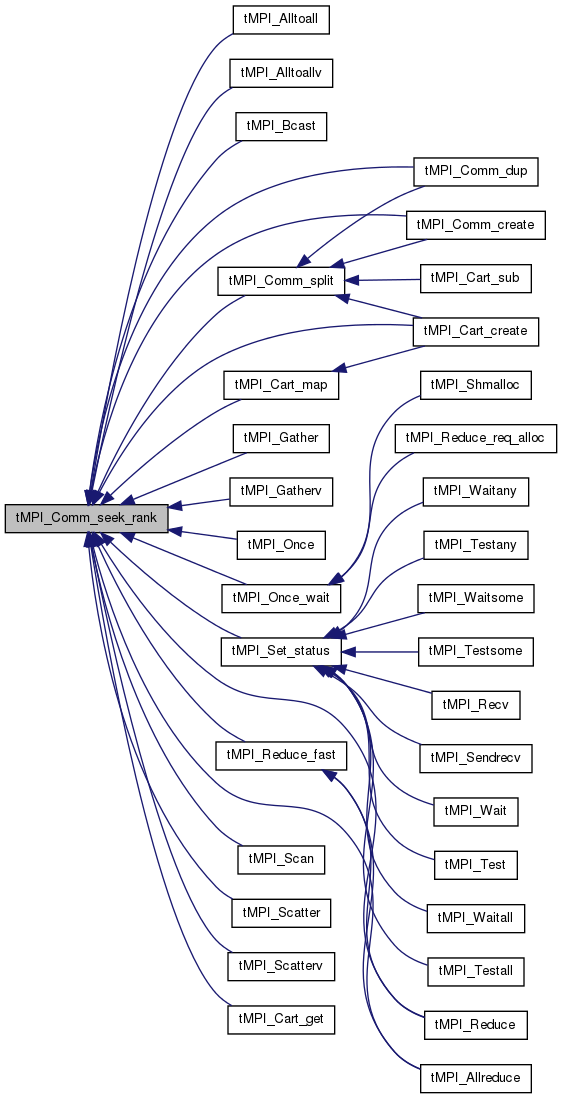 tMPI_Alltoall
tMPI_Alltoallv
tMPI_Bcast
tMPI_Comm_dup
tMPI_Comm_create
tMPI_Comm_split
tMPI_Cart_sub
tMPI_Cart_create
tMPI_Cart_map
tMPI_Shmalloc
tMPI_Gather
tMPI_Reduce_req_alloc
tMPI_Gatherv
tMPI_Waitany
tMPI_Comm_seek_rank
tMPI_Once
tMPI_Testany
tMPI_Once_wait
tMPI_Waitsome
tMPI_Set_status
tMPI_Testsome
tMPI_Recv
tMPI_Reduce_fast
tMPI_Sendrecv
tMPI_Wait
tMPI_Scan
tMPI_Test
tMPI_Scatter
tMPI_Waitall
tMPI_Scatterv
tMPI_Testall
tMPI_Cart_get
tMPI_Reduce
tMPI_Allreduce